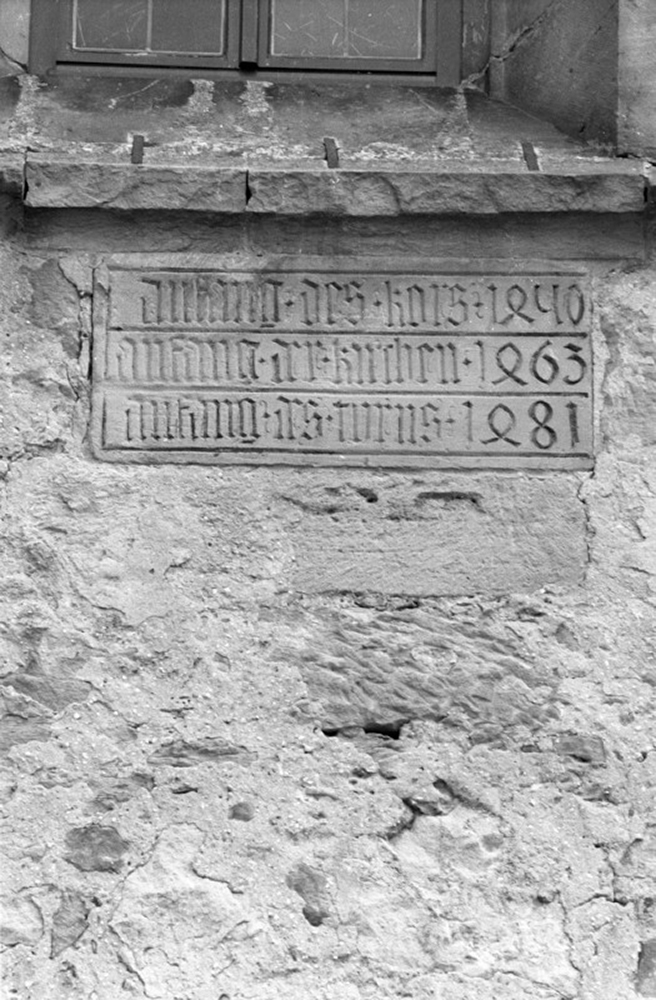 anfang · des · kors · 1440
anfang · der · kirchen · 1463
anfang · des · turns · 1481